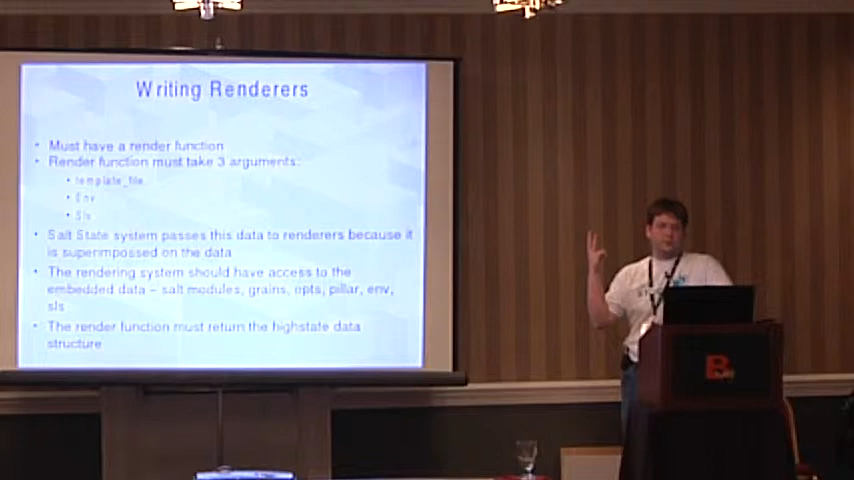 Writing Renderers
• Must have a render function
• Render function must take 3 arguments:
• template_file
• Env
• Sls
• Salt State system passes this data to renderers because it
is superimpossed on the data
• The rendering system should have access to the
embedded data – salt modules, grains, opts, pillar, env,
sls
• The render function must return the highstate data
structure